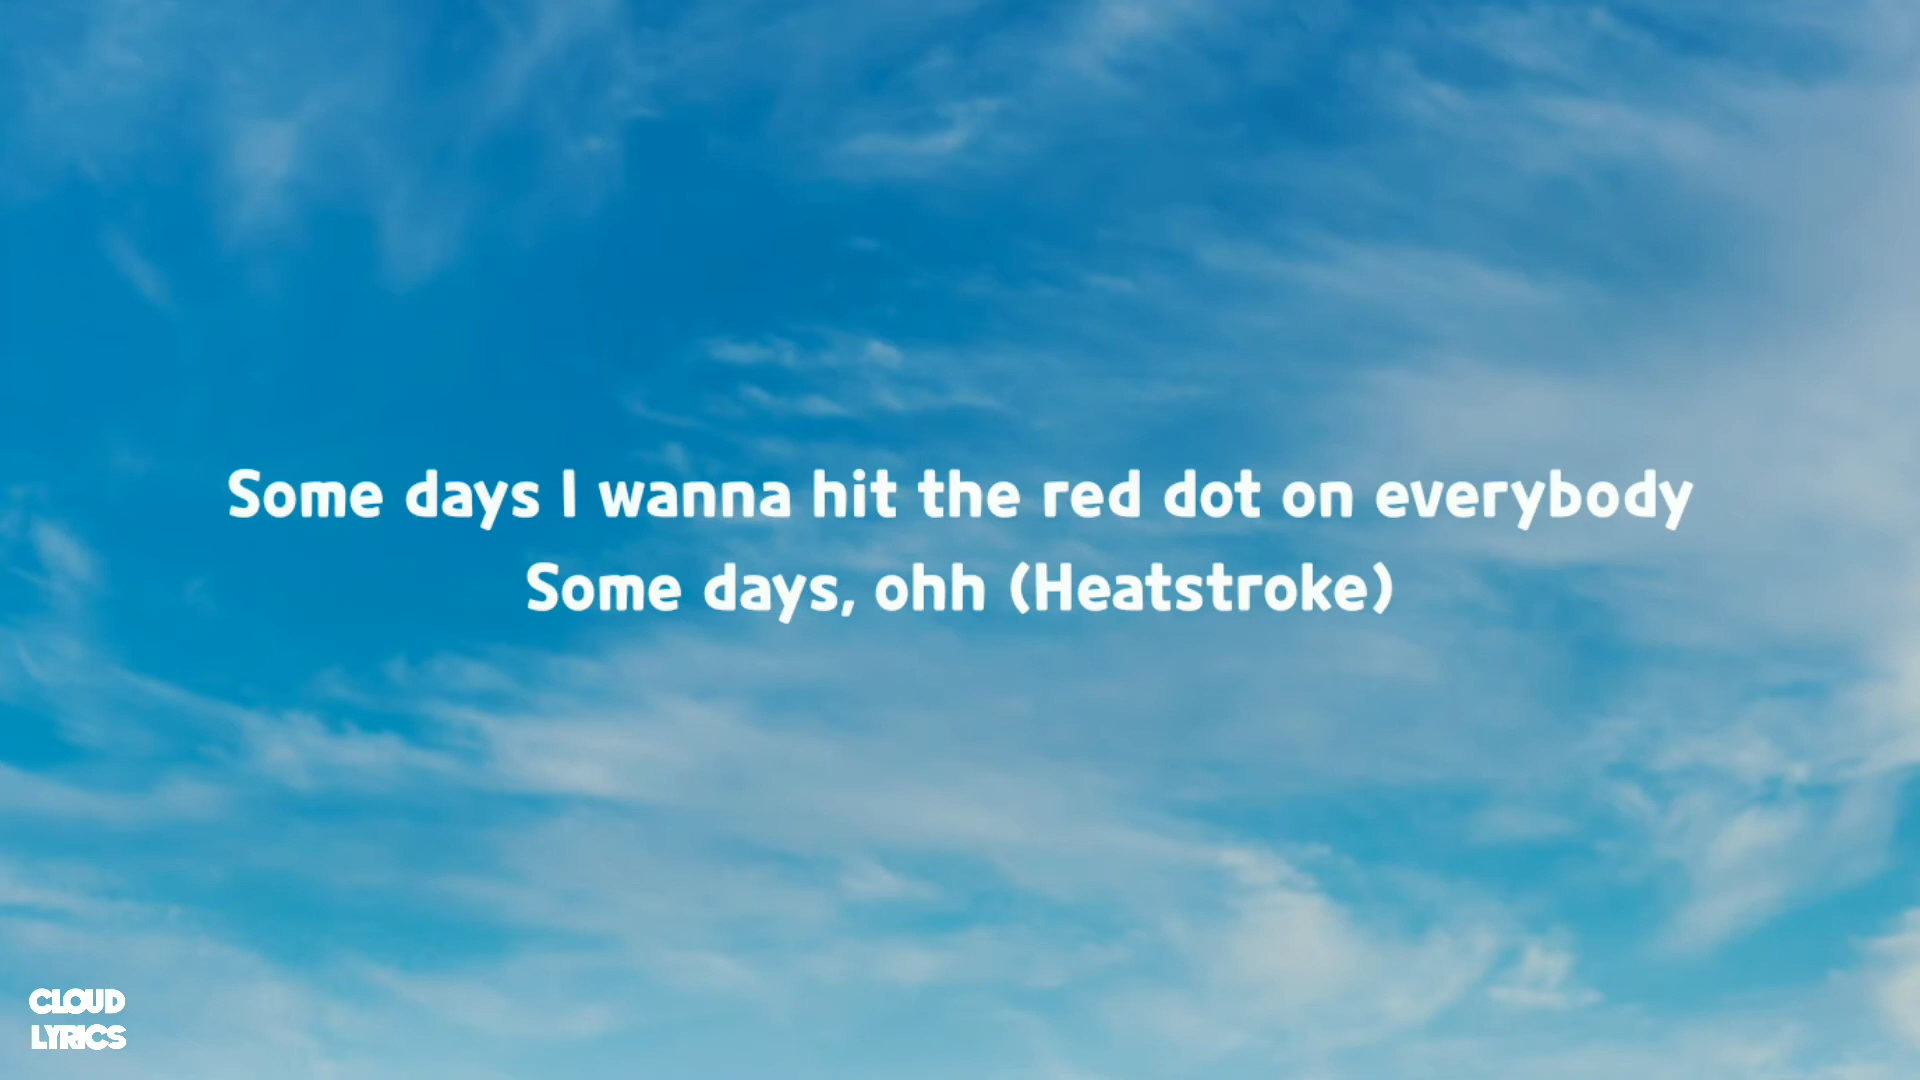 Some days I wanna hit the red dot on everybody
Some days, ohh (Heatstroke)
CLOUD
LYRICS